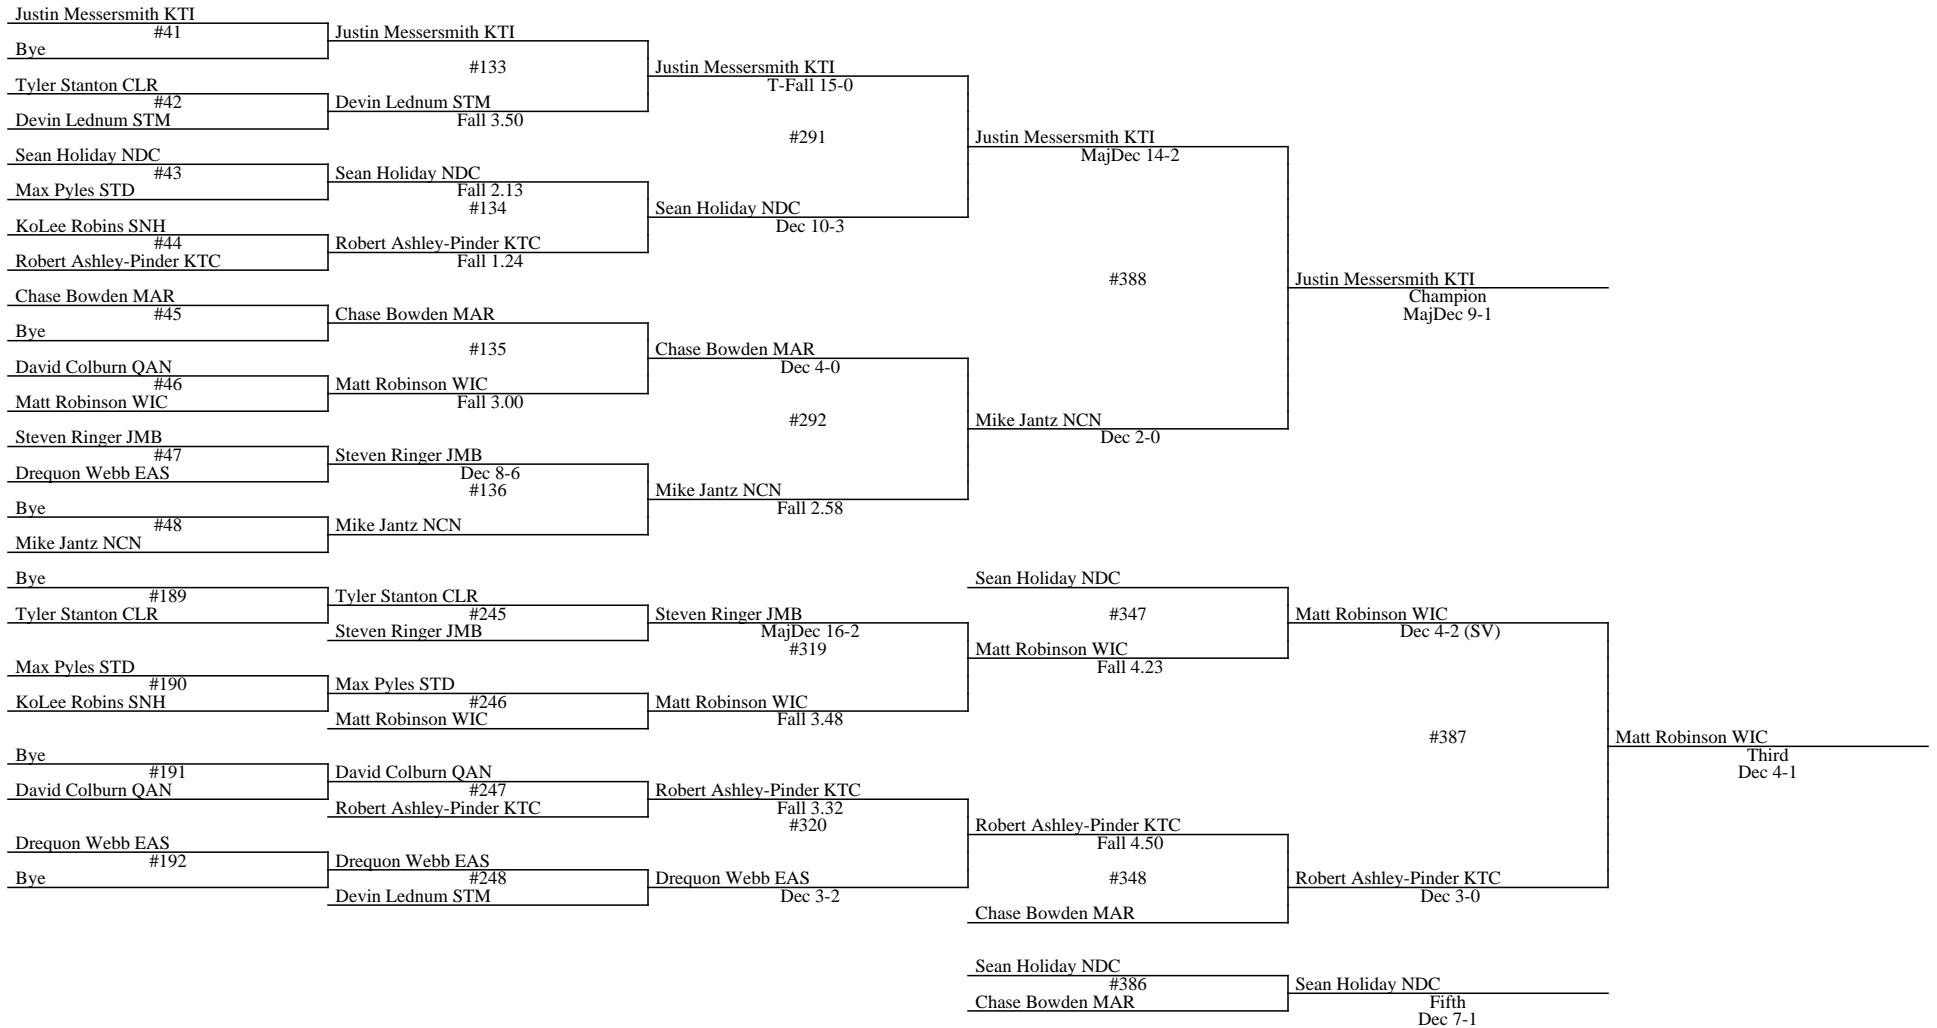 Justin Messersmith KTI
#41
Bye
Justin Messersmith KTI
#133
Tyler Stanton CLR
#42
Devin Lednum STM
Devin Lednum STM
Fall 3.50
Justin Messersmith KTI
T-Fall 15-0
#291
Sean Holiday NDC
#43
Max Pyles STD
Sean Holiday NDC
Fall 2.13
#134
KoLee Robins SNH
#44
Robert Ashley-Pinder KTC
Robert Ashley-Pinder KTC
Fall 1.24
Sean Holiday NDC
Dec 10-3
Justin Messersmith KTI
MajDec 14-2
#388
Chase Bowden MAR
#45
Bye
Chase Bowden MAR
#135
David Colburn QAN
#46
Matt Robinson WIC
Matt Robinson WIC
Fall 3.00
Chase Bowden MAR
Dec 4-0
#292
Steven Ringer JMB
#47
Drequon Webb EAS
Steven Ringer JMB
Dec 8-6
#136
Bye
#48
Mike Jantz NCN
Mike Jantz NCN
Mike Jantz NCN
Fall 2.58
Mike Jantz NCN
Dec 2-0
Justin Messersmith KTI
Champion
MajDec 9-1
Bye
#189
Tyler Stanton CLR
Tyler Stanton CLR
#245
Steven Ringer JMB
Steven Ringer JMB
MajDec 16-2
#319
Max Pyles STD
#190
KoLee Robins SNH
Max Pyles STD
#246
Matt Robinson WIC
Matt Robinson WIC
Fall 3.48
Sean Holiday NDC
#347
Matt Robinson WIC
Fall 4.23
Matt Robinson WIC
Dec 4-2 (SV)
#387
Bye
#191
David Colburn QAN
David Colburn QAN
#247
Robert Ashley-Pinder KTC
Robert Ashley-Pinder KTC
Fall 3.32
#320
Drequon Webb EAS
#192
Bye
Drequon Webb EAS
#248
Devin Lednum STM
Drequon Webb EAS
Dec 3-2
Robert Ashley-Pinder KTC
Fall 4.50
#348
Chase Bowden MAR
Robert Ashley-Pinder KTC
Dec 3-0
Matt Robinson WIC
Third
Dec 4-1
Sean Holiday NDC
#386
Chase Bowden MAR
Sean Holiday NDC
Fifth
Dec 7-1